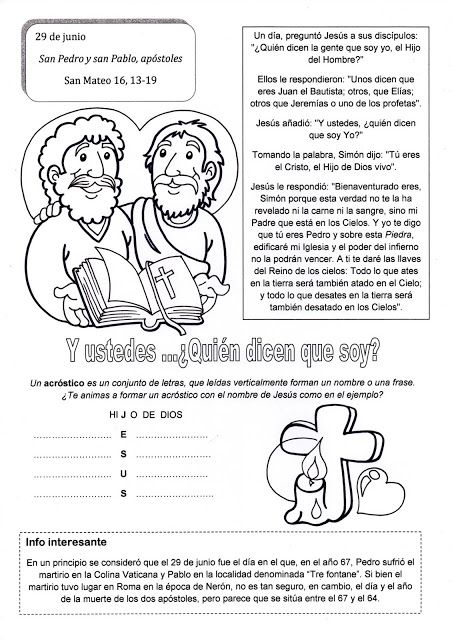 29 de junio
San Pedro y san Pablo, apóstoles
San Mateo 16, 13-19
Un día, preguntó Jesús a sus discípulos:
"¿Quién dicen la gente que soy yo, el Hijo
del Hombre?"
Ellos le respondieron: "Unos dicen que
eres Juan el Bautista; otros, que Elías;
otros que Jeremías o uno de los profetas".
Jesús añadió: "Y ustedes, ¿quién dicen
que soy Yo?"
Tomando la palabra, Simón dijo: "Tú eres
el Cristo, el Hijo de Dios vivo".
Jesús le respondió: "Bienaventurado eres,
Simón porque esta verdad no te la ha
revelado ni la carne ni la sangre, sino mi
Padre que está en los Cielos. Y yo te digo
que tú eres Pedro y sobre esta Piedra,
edificaré mi Iglesia y el poder del infierno
no la podrán vencer. A ti te daré las llaves
del Reino de los cielos: Todo lo que ates
en la tierra será también atado en el Cielo;
y todo lo que desates en la tierra será
también desatado en los Cielos".
Y ustedes ...¿Quién dicen que soy?
Un acróstico es un conjunto de letras, que leídas verticalmente forman un nombre o una frase.
¿Te animas a formar un acróstico con el nombre de Jesús como en el ejemplo?
HI J O DE DIOS
........................ E ........................
........................ S ........................
........................ U ........................
........................ S ........................
Info interesante
En un principio se consideró que el 29 de junio fue el día en el que, en el año 67, Pedro sufrió el
martirio en la Colina Vaticana y Pablo en la localidad denominada "Tre fontane". Si bien el
martirio tuvo lugar en Roma en la época de Nerón, no es tan seguro, en cambio, el día y el año
de la muerte de los dos apóstoles, pero parece que se sitúa entre el 67 y el 64.